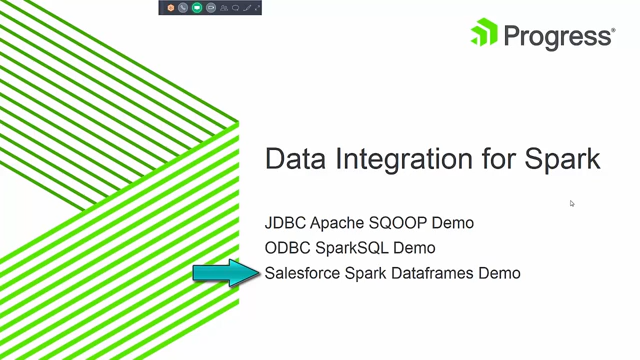 Progress®
Data Integration for Spark
JDBC Apache SQOOP Demo
ODBC SparkSQL Demo
Salesforce Spark Dataframes Demo